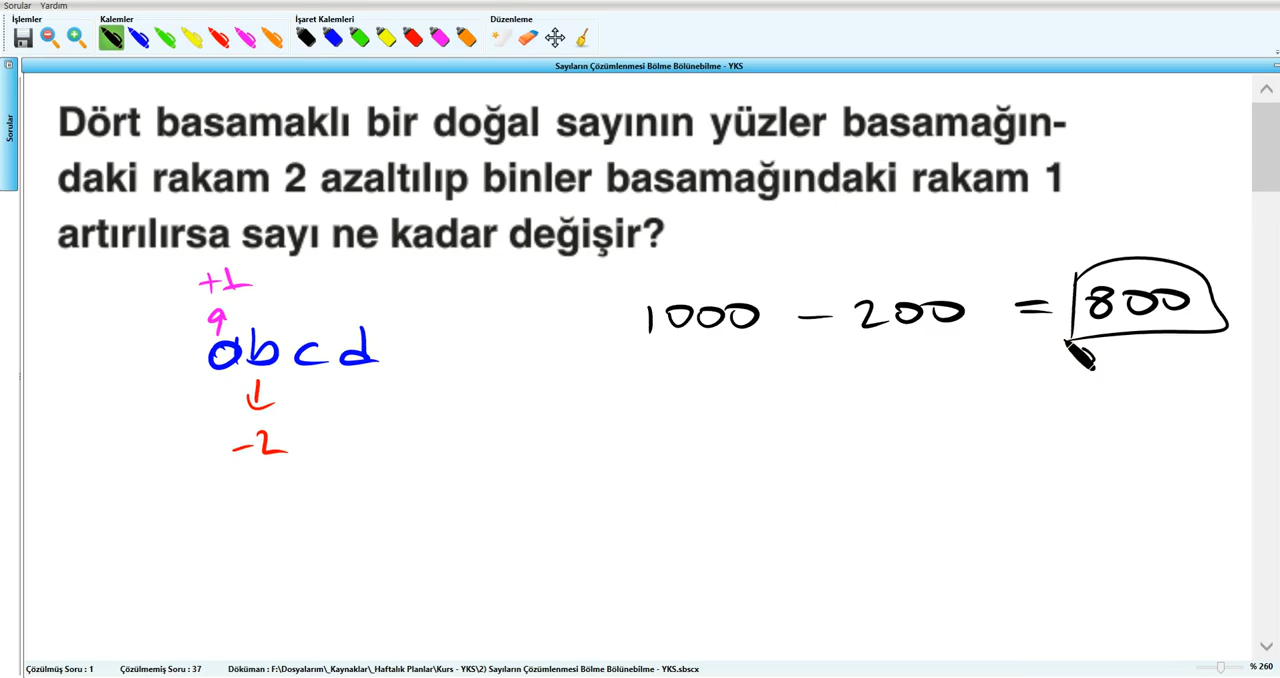 Sorular Yardım
İşlemler Kalemler İşaret Kalemleri Düzenleme
Sayıların Çözümlenmesi Bölme Bölünebilme - YKS
Sorular
Dört basamaklı bir doğal sayının yüzler basamağın-
daki rakam 2 azaltılıp binler basamağındaki rakam 1
artırılırsa sayı ne kadar değişir?
+1
abcd
-2
1000 - 200 = 800
Çözülmüş Soru : 1 Çözülmemiş Soru : 37 Döküman : F:\Dosyalarım\_Kaynaklar\_Haftalık Planlar\Kurs - YKS\2) Sayıların Çözümlenmesi Bölme Bölünebilme - YKS.sbscx % 260